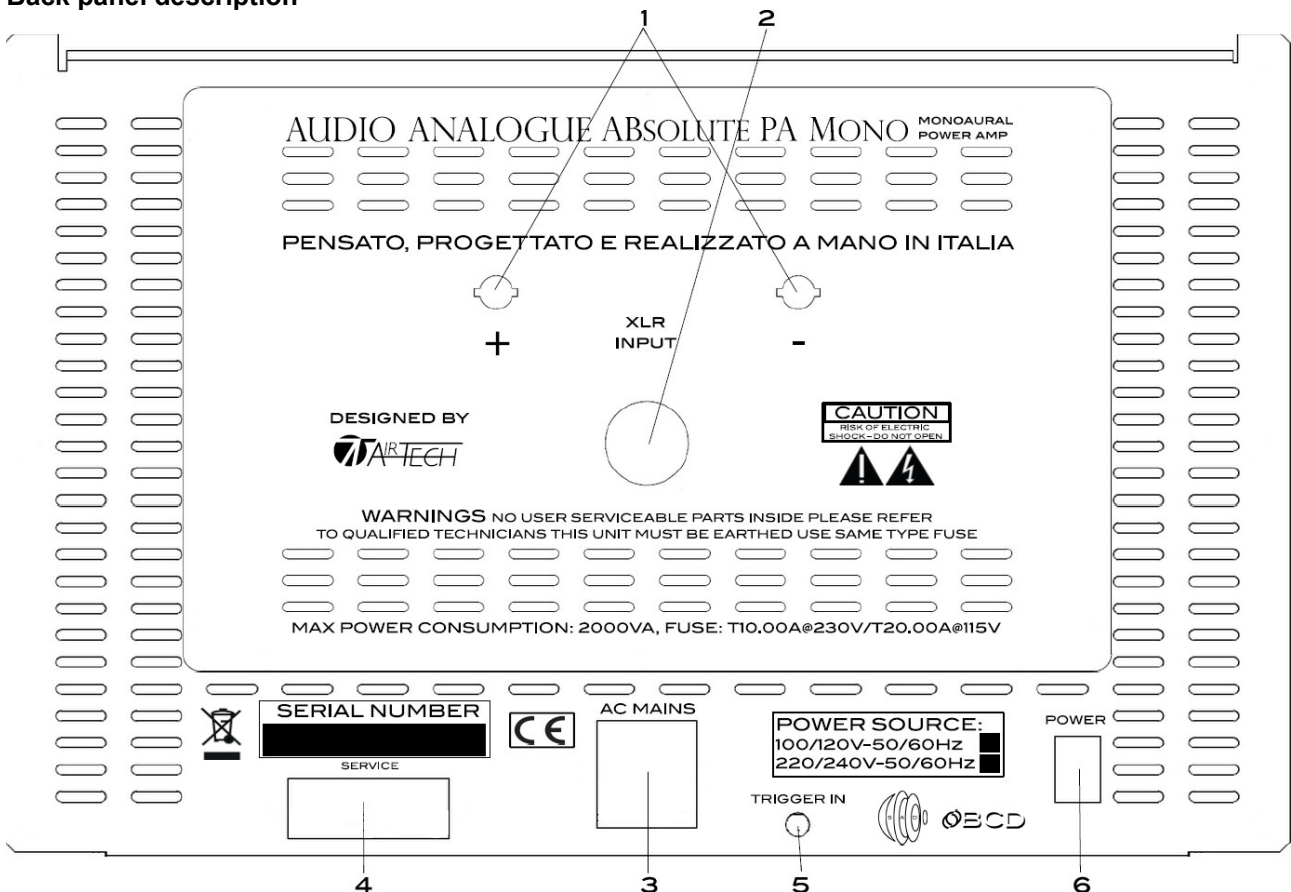 Back panel description
1 2
AUDIO ANALOGUE ABSOLUTE PA MONO MONOAURAL
POWER AMP
PENSATO, PROGETTATO E REALIZZATO A MANO IN ITALIA
+ XLR
INPUT -
DESIGNED BY
AIRTECH
CAUTION
RISK OF ELECTRIC
SHOCK-DO NOT OPEN
WARNINGS NO USER SERVICEABLE PARTS INSIDE PLEASE REFER
TO QUALIFIED TECHNICIANS THIS UNIT MUST BE EARTHED USE SAME TYPE FUSE
MAX POWER CONSUMPTION: 2000VA, FUSE: T10.00A@230V/T20.00A@115V
SERIAL NUMBER
SERVICE
CE
AC MAINS
POWER SOURCE:
100/120V-50/60Hz
220/240V-50/60Hz
TRIGGER IN
ØBCD
POWER
4 3 5 6